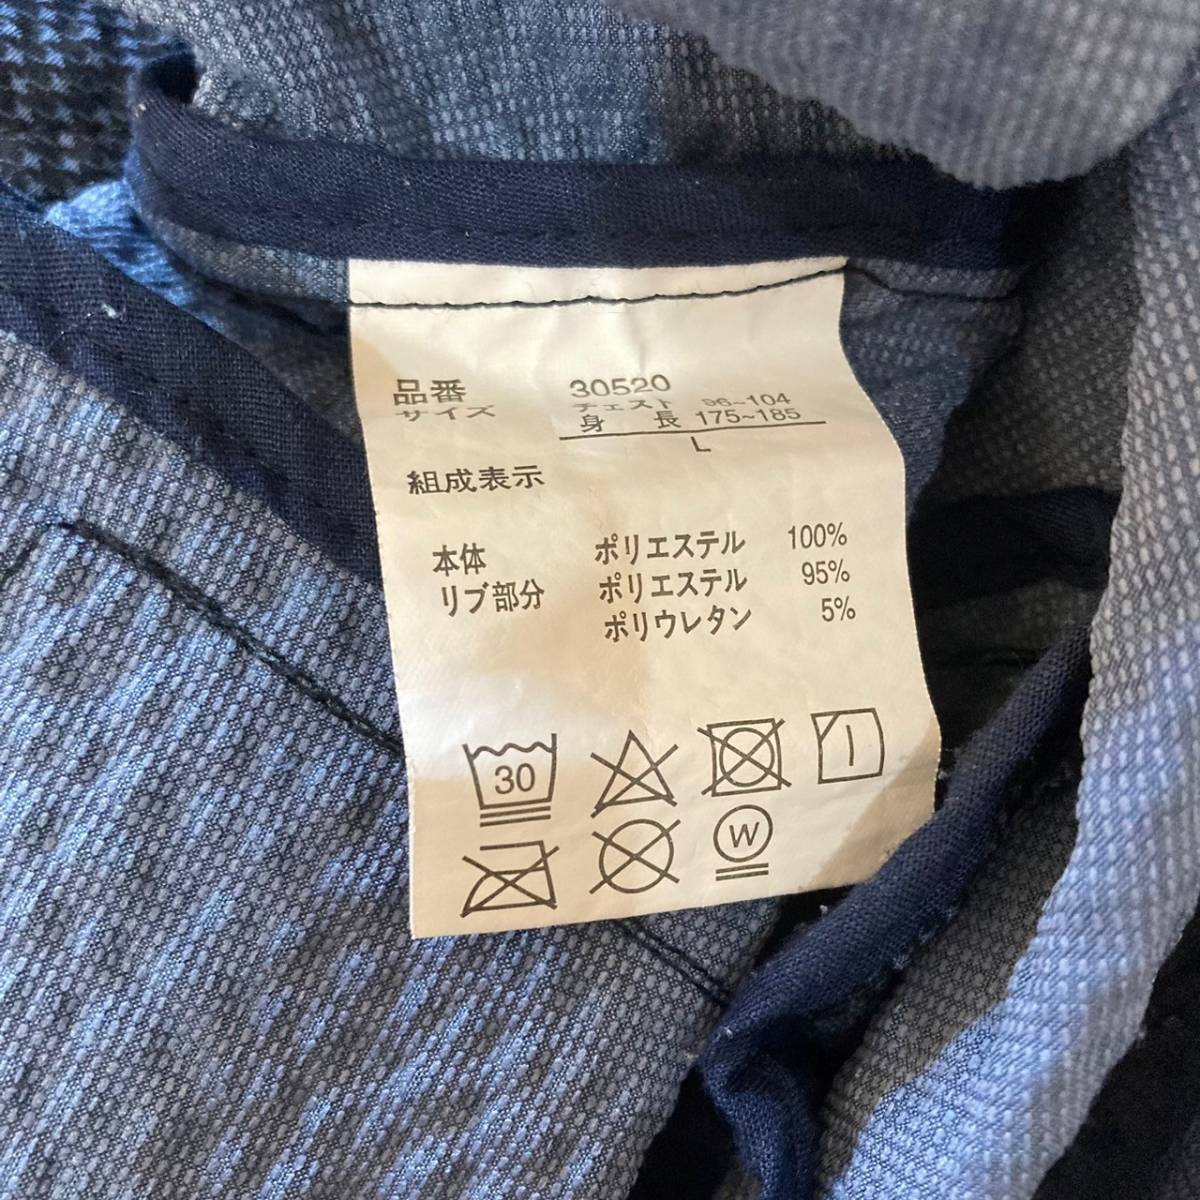 品番 30520
サイズ チェスト 96~104
身 長 175~185
L
組成表示
本体 ポリエステル 100%
リブ部分 ポリエステル 95%
ポリウレタン 5%
30
W